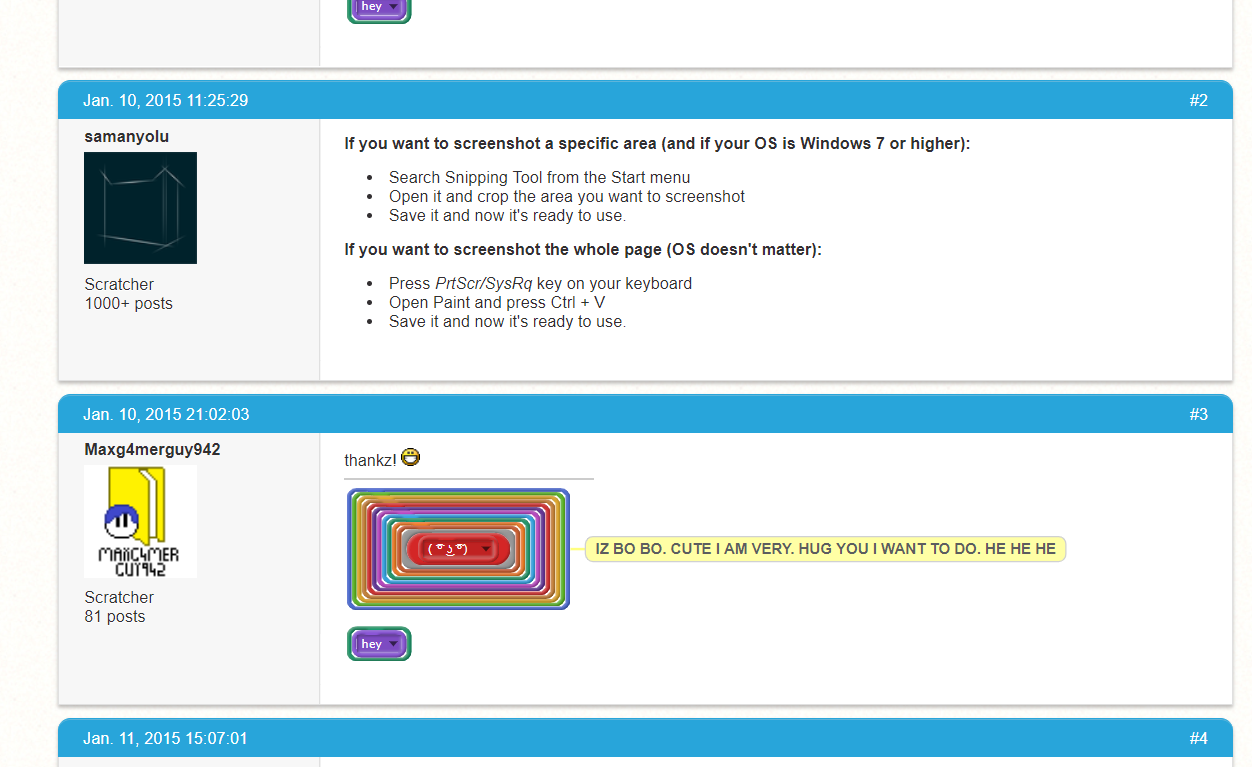 hey
Jan. 10, 2015 11:25:29 #2
samanyolu
If you want to screenshot a specific area (and if your OS is Windows 7 or higher):
Search Snipping Tool from the Start menu
Open it and crop the area you want to screenshot
Save it and now it's ready to use.
If you want to screenshot the whole page (OS doesn't matter):
Press PrtScr/SysRq key on your keyboard
Open Paint and press Ctrl + V
Save it and now it's ready to use.
Scratcher
1000+ posts
Jan. 10, 2015 21:02:03 #3
Maxg4merguy942
MAXG4MER
GUY942
Scratcher
81 posts
thankz!
( ͡° ͜ʖ ͡°)
IZ BO BO. CUTE I AM VERY. HUG YOU I WANT TO DO. HE HE HE
hey
Jan. 11, 2015 15:07:01 #4